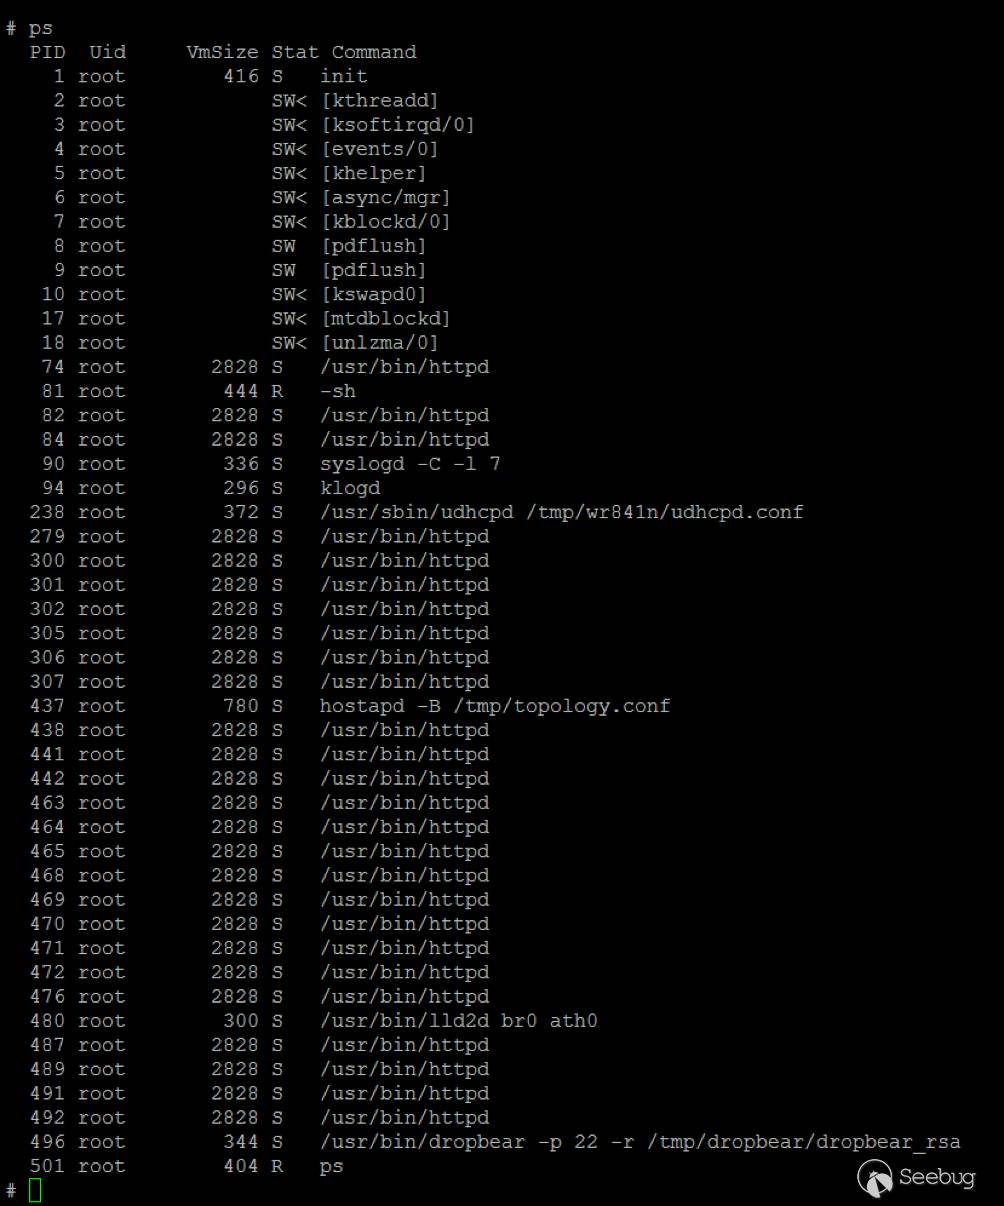 # ps
  PID  Uid     VmSize Stat Command
    1 root        416 S   init
    2 root            SW< [kthreadd]
    3 root            SW< [ksoftirqd/0]
    4 root            SW< [events/0]
    5 root            SW< [khelper]
    6 root            SW< [async/mgr]
    7 root            SW< [kblockd/0]
    8 root            SW  [pdflush]
    9 root            SW  [pdflush]
   10 root            SW< [kswapd0]
   17 root            SW< [mtdblockd]
   18 root            SW< [unlzma/0]
   74 root       2828 S   /usr/bin/httpd
   81 root        444 R   -sh
   82 root       2828 S   /usr/bin/httpd
   84 root       2828 S   /usr/bin/httpd
   90 root        336 S   syslogd -C -l 7
   94 root        296 S   klogd
  238 root        372 S   /usr/sbin/udhcpd /tmp/wr841n/udhcpd.conf
  279 root       2828 S   /usr/bin/httpd
  300 root       2828 S   /usr/bin/httpd
  301 root       2828 S   /usr/bin/httpd
  302 root       2828 S   /usr/bin/httpd
  305 root       2828 S   /usr/bin/httpd
  306 root       2828 S   /usr/bin/httpd
  307 root       2828 S   /usr/bin/httpd
  437 root        780 S   hostapd -B /tmp/topology.conf
  438 root       2828 S   /usr/bin/httpd
  441 root       2828 S   /usr/bin/httpd
  442 root       2828 S   /usr/bin/httpd
  463 root       2828 S   /usr/bin/httpd
  464 root       2828 S   /usr/bin/httpd
  465 root       2828 S   /usr/bin/httpd
  468 root       2828 S   /usr/bin/httpd
  469 root       2828 S   /usr/bin/httpd
  470 root       2828 S   /usr/bin/httpd
  471 root       2828 S   /usr/bin/httpd
  472 root       2828 S   /usr/bin/httpd
  476 root       2828 S   /usr/bin/httpd
  480 root        300 S   /usr/bin/lld2d br0 ath0
  487 root       2828 S   /usr/bin/httpd
  489 root       2828 S   /usr/bin/httpd
  491 root       2828 S   /usr/bin/httpd
  492 root       2828 S   /usr/bin/httpd
  496 root        344 S   /usr/bin/dropbear -p 22 -r /tmp/dropbear/dropbear_rsa
  501 root        404 R   ps
#
Seebug